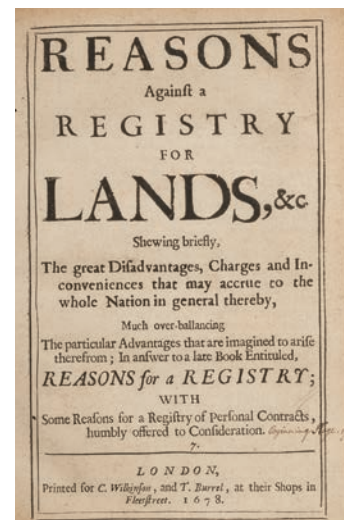 REASONS
Againſt a
REGISTRY
FOR
LANDS, &c.
Shewing briefly,
The great Diſadvantages, Charges and In-
conveniences that may accrue to the
whole Nation in general thereby,
Much over-ballancing
The particular Advantages that are imagined to ariſe
therefrom; In anſwer to a late Book Entituled,
REASONS for a REGISTRY;
WITH
Some Reaſons for a Regiſtry of Perſonal Contracts,
humbly offered to Conſideration.
7.
LONDON,
Printed for C. Wilkinſon, and T. Burrel, at their Shops in
Fleetſtreet. 1678.